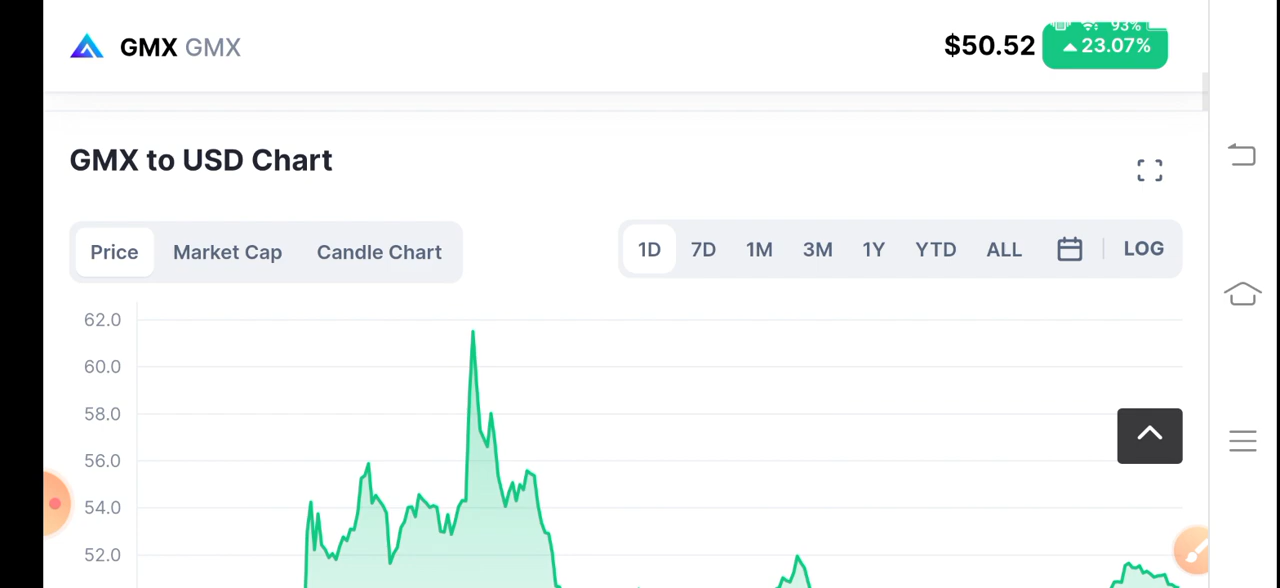 93%
GMX GMX $50.52 23.07%
GMX to USD Chart
Price Market Cap Candle Chart 1D 7D 1M 3M 1Y YTD ALL LOG
62.0
60.0
58.0
56.0
54.0
52.0